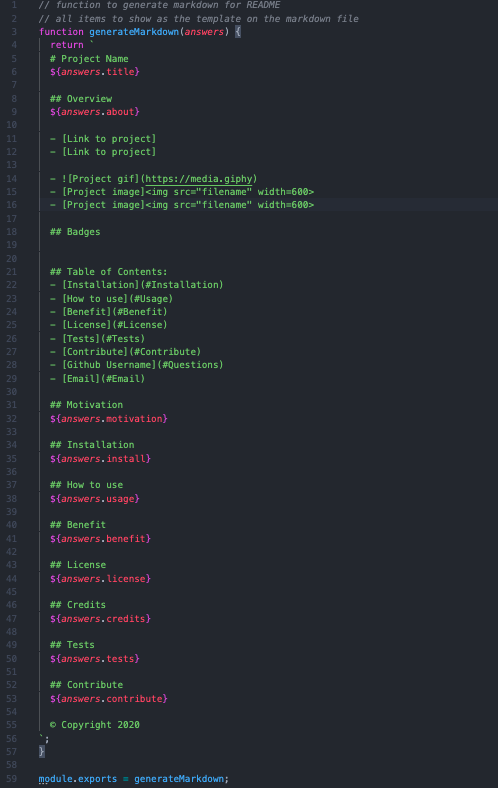 1 // function to generate markdown for README
2 // all items to show as the template on the markdown file
3 function generateMarkdown(answers) {
4 return `
5 # Project Name
6 ${answers.title}
7
8 ## Overview
9 ${answers.about}
10
11 - [Link to project]
12 - [Link to project]
13
14 - ![Project gif](https://media.giphy)
15 - [Project image]<img src="filename" width=600>
16 - [Project image]<img src="filename" width=600>
17
18 ## Badges
19
20
21 ## Table of Contents:
22 - [Installation](#Installation)
23 - [How to use](#Usage)
24 - [Benefit](#Benefit)
25 - [License](#License)
26 - [Tests](#Tests)
27 - [Contribute](#Contribute)
28 - [Github Username](#Questions)
29 - [Email](#Email)
30
31 ## Motivation
32 ${answers.motivation}
33
34 ## Installation
35 ${answers.install}
36
37 ## How to use
38 ${answers.usage}
39
40 ## Benefit
41 ${answers.benefit}
42
43 ## License
44 ${answers.license}
45
46 ## Credits
47 ${answers.credits}
48
49 ## Tests
50 ${answers.tests}
51
52 ## Contribute
53 ${answers.contribute}
54
55 © Copyright 2020
56 `;
57 }
58
59 module.exports = generateMarkdown;